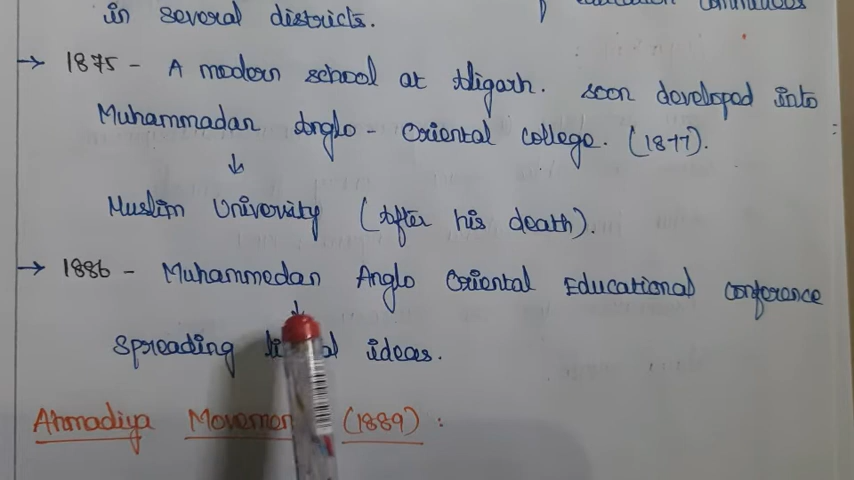 in several districts.
→ 1875 - A modern school at Aligarh. soon developed into
Muhammadan Anglo - Oriental college. (1877).
↓
Muslim University (After his death).
→ 1886 - Muhammedan Anglo Oriental Educational conference
↓
Spreading ideas.
Ahmadiya Movement (1889) :